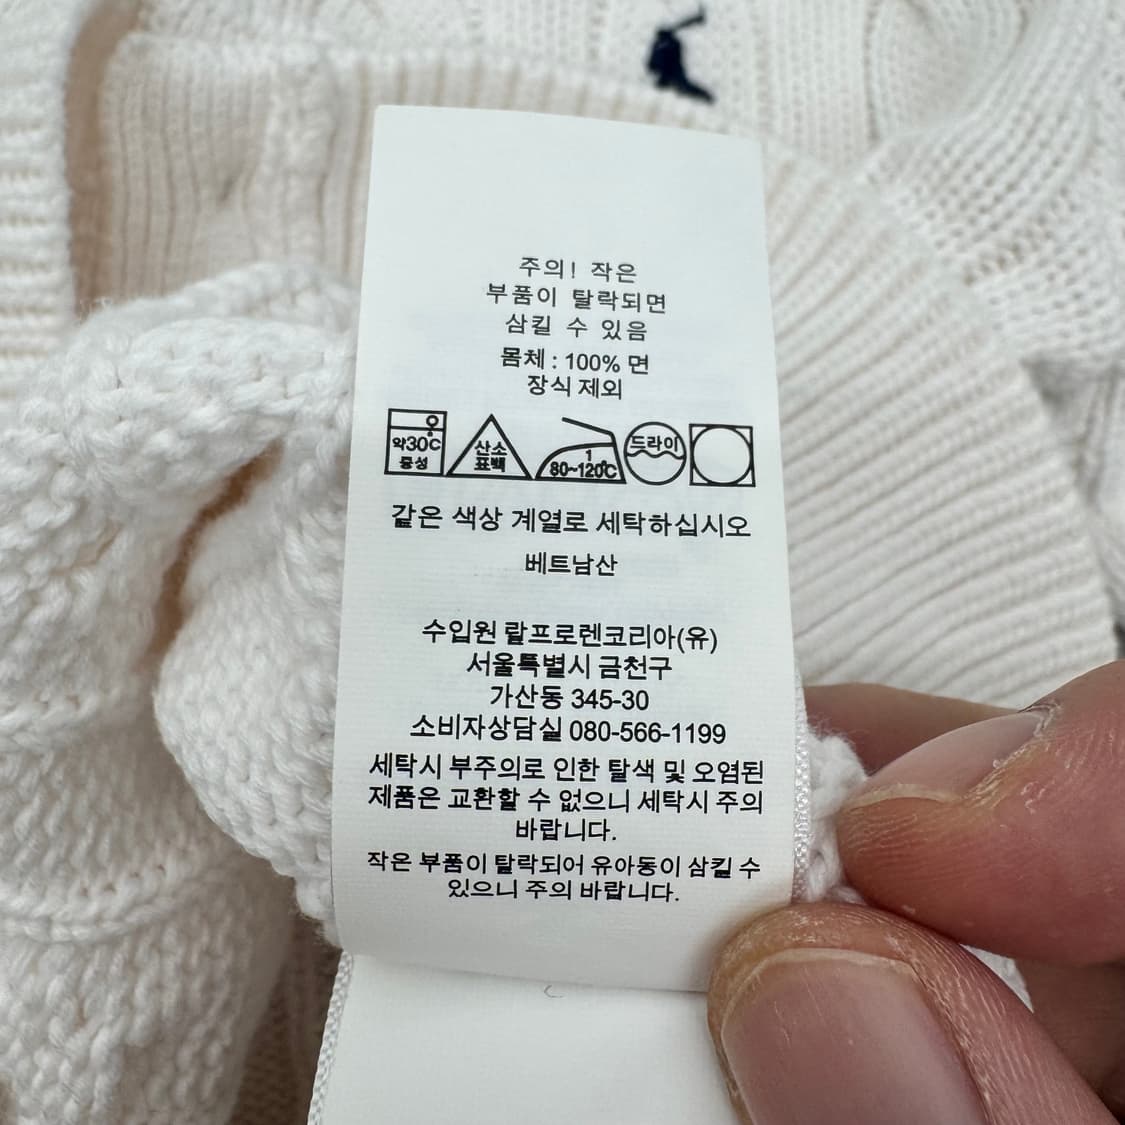 주의! 작은
부품이 탈락되면
삼킬 수 있음
몸체 : 100% 면
장식 제외
약30℃
중성
산소
표백
1
80~120℃
드라이
같은 색상 계열로 세탁하십시오
베트남산
수입원 랄프로렌코리아(유)
서울특별시 금천구
가산동 345-30
소비자상담실 080-566-1199
세탁시 부주의로 인한 탈색 및 오염된
제품은 교환할 수 없으니 세탁시 주의
바랍니다.
작은 부품이 탈락되어 유아동이 삼킬 수
있으니 주의 바랍니다.